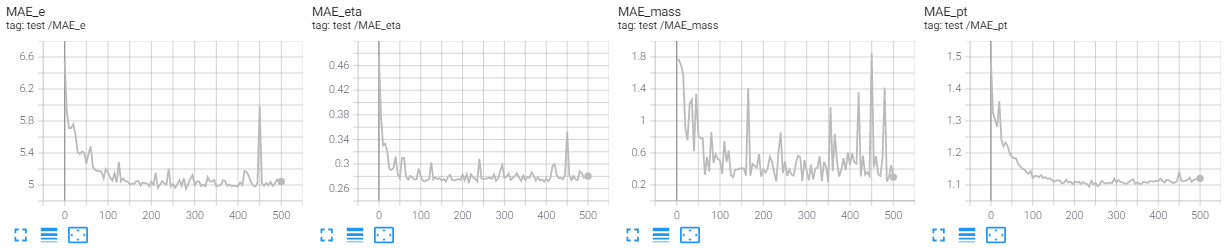 MAE_e
tag: test /MAE_e
6.6
6.2
5.8
5.4
5
0 100 200 300 400 500
MAE_eta
tag: test /MAE_eta
0.46
0.42
0.38
0.34
0.3
0.26
0 100 200 300 400 500
MAE_mass
tag: test /MAE_mass
1.8
1.4
1
0.6
0.2
0 100 200 300 400 500
MAE_pt
tag: test /MAE_pt
1.5
1.4
1.3
1.2
1.1
0 100 200 300 400 500